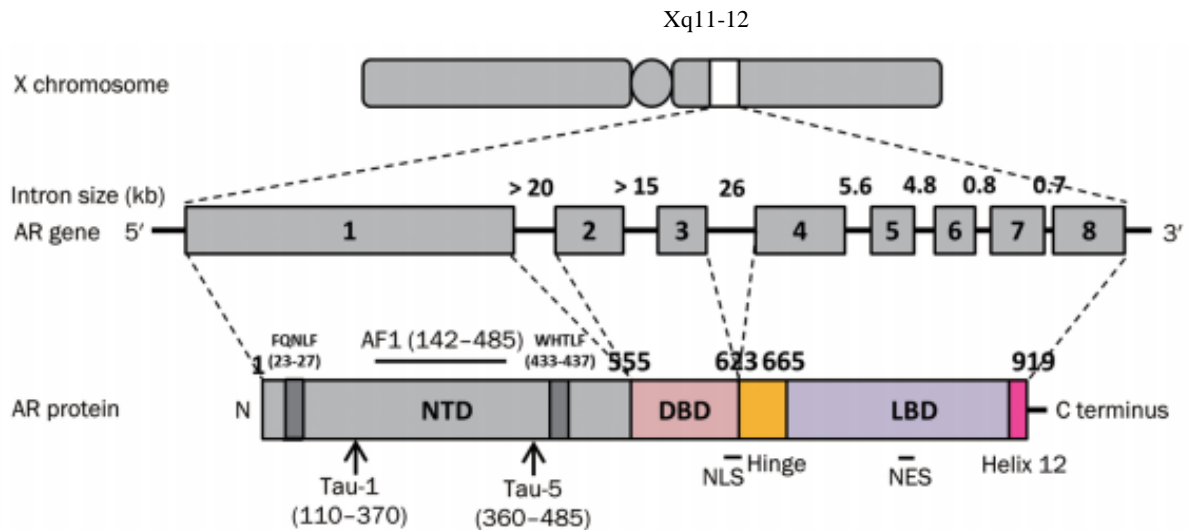 Xq11-12
X chromosome
Intron size (kb) > 20 > 15 26 5.6 4.8 0.8 0.7
AR gene 5′ 1 2 3 4 5 6 7 8 3′
FQNLF AF1 (142–485) WHTLF
1 (23-27) (433-437) 555 623 665 919
AR protein N NTD DBD LBD C terminus
NLS Hinge NES Helix 12
Tau-1 Tau-5
(110–370) (360–485)